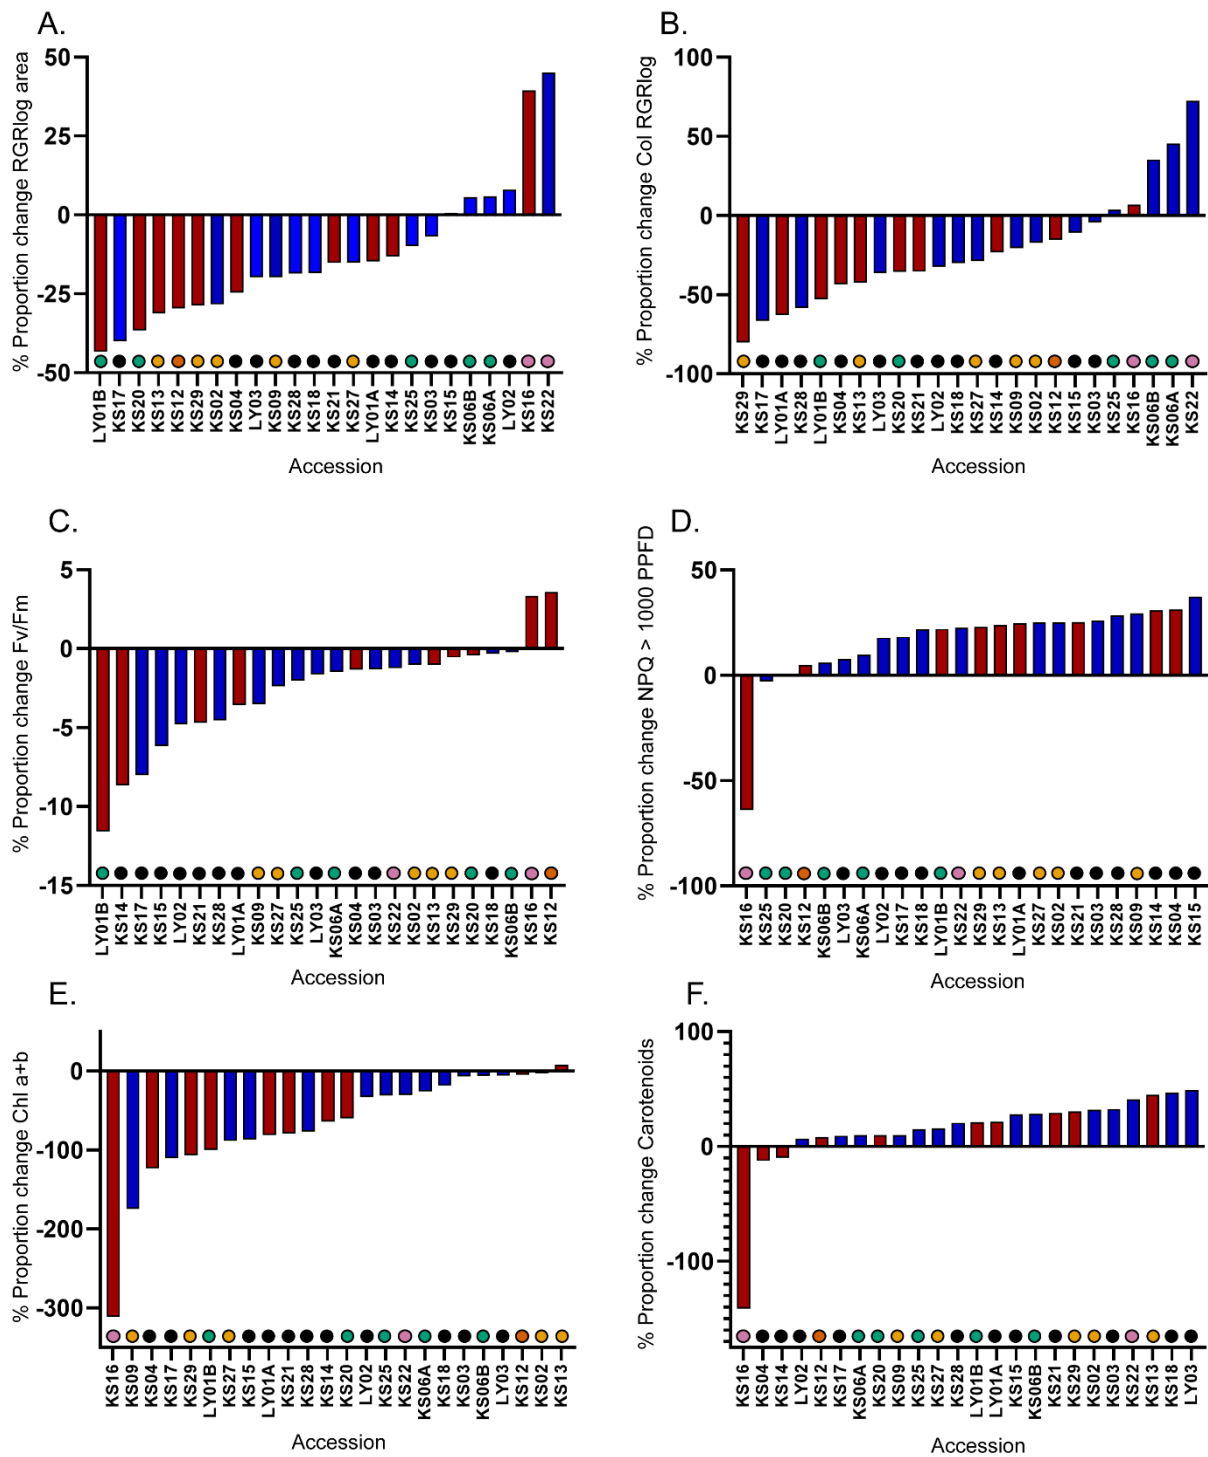 A.
% Proportion change RGRlog area
50
25
0
-25
-50
LY01B KS17 KS20 KS13 KS12 KS29 KS02 KS04 LY03 KS09 KS28 KS18 KS21 KS27 LY01A KS14 KS25 KS03 KS15 KS06B KS06A LY02 KS16 KS22
Accession
B.
% Proportion change Col RGRlog
100
50
0
-50
-100
KS29 KS17 LY01A KS28 LY01B KS04 KS13 LY03 KS20 KS21 LY02 KS18 KS27 KS14 KS09 KS02 KS12 KS15 KS03 KS25 KS16 KS06B KS06A KS22
Accession
C.
% Proportion change Fv/Fm
5
0
-5
-10
-15
LY01B KS14 KS17 KS15 LY02 KS21 KS28 LY01A KS09 KS27 KS25 LY03 KS06A KS04 KS03 KS22 KS02 KS13 KS29 KS20 KS18 KS06B KS16 KS12
Accession
D.
% Proportion change NPQ > 1000 PPFD
50
0
-50
-100
KS16 KS25 KS20 KS12 KS06B LY03 KS06A LY02 KS17 KS18 LY01B KS22 KS29 KS13 LY01A KS27 KS02 KS21 KS03 KS28 KS09 KS14 KS04 KS15
Accession
E.
% Proportion change Chl a+b
0
-100
-200
-300
KS16 KS09 KS04 KS17 KS29 LY01B KS27 KS15 LY01A KS21 KS28 KS14 KS20 LY02 KS25 KS22 KS06A KS18 KS03 KS06B LY03 KS12 KS02 KS13
Accession
F.
% Proportion change Carotenoids
100
0
-100
KS16 KS04 KS14 LY02 KS12 KS17 KS06A KS20 KS09 KS25 KS27 KS28 LY01B LY01A KS15 KS06B KS21 KS29 KS02 KS03 KS22 KS13 KS18 LY03
Accession